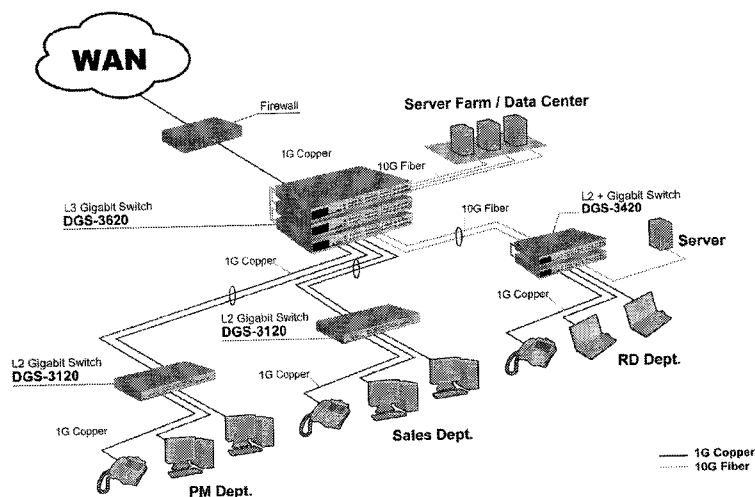 WAN
Firewall
Server Farm / Data Center
1G Copper
10G Fiber
L3 Gigabit Switch
DGS-3620
L2 + Gigabit Switch
DGS-3420
10G Fiber
Server
1G Copper
1G Copper
L2 Gigabit Switch
DGS-3120
L2 Gigabit Switch
DGS-3120
RD Dept.
1G Copper
1G Copper
Sales Dept.
PM Dept.
1G Copper
10G Fiber